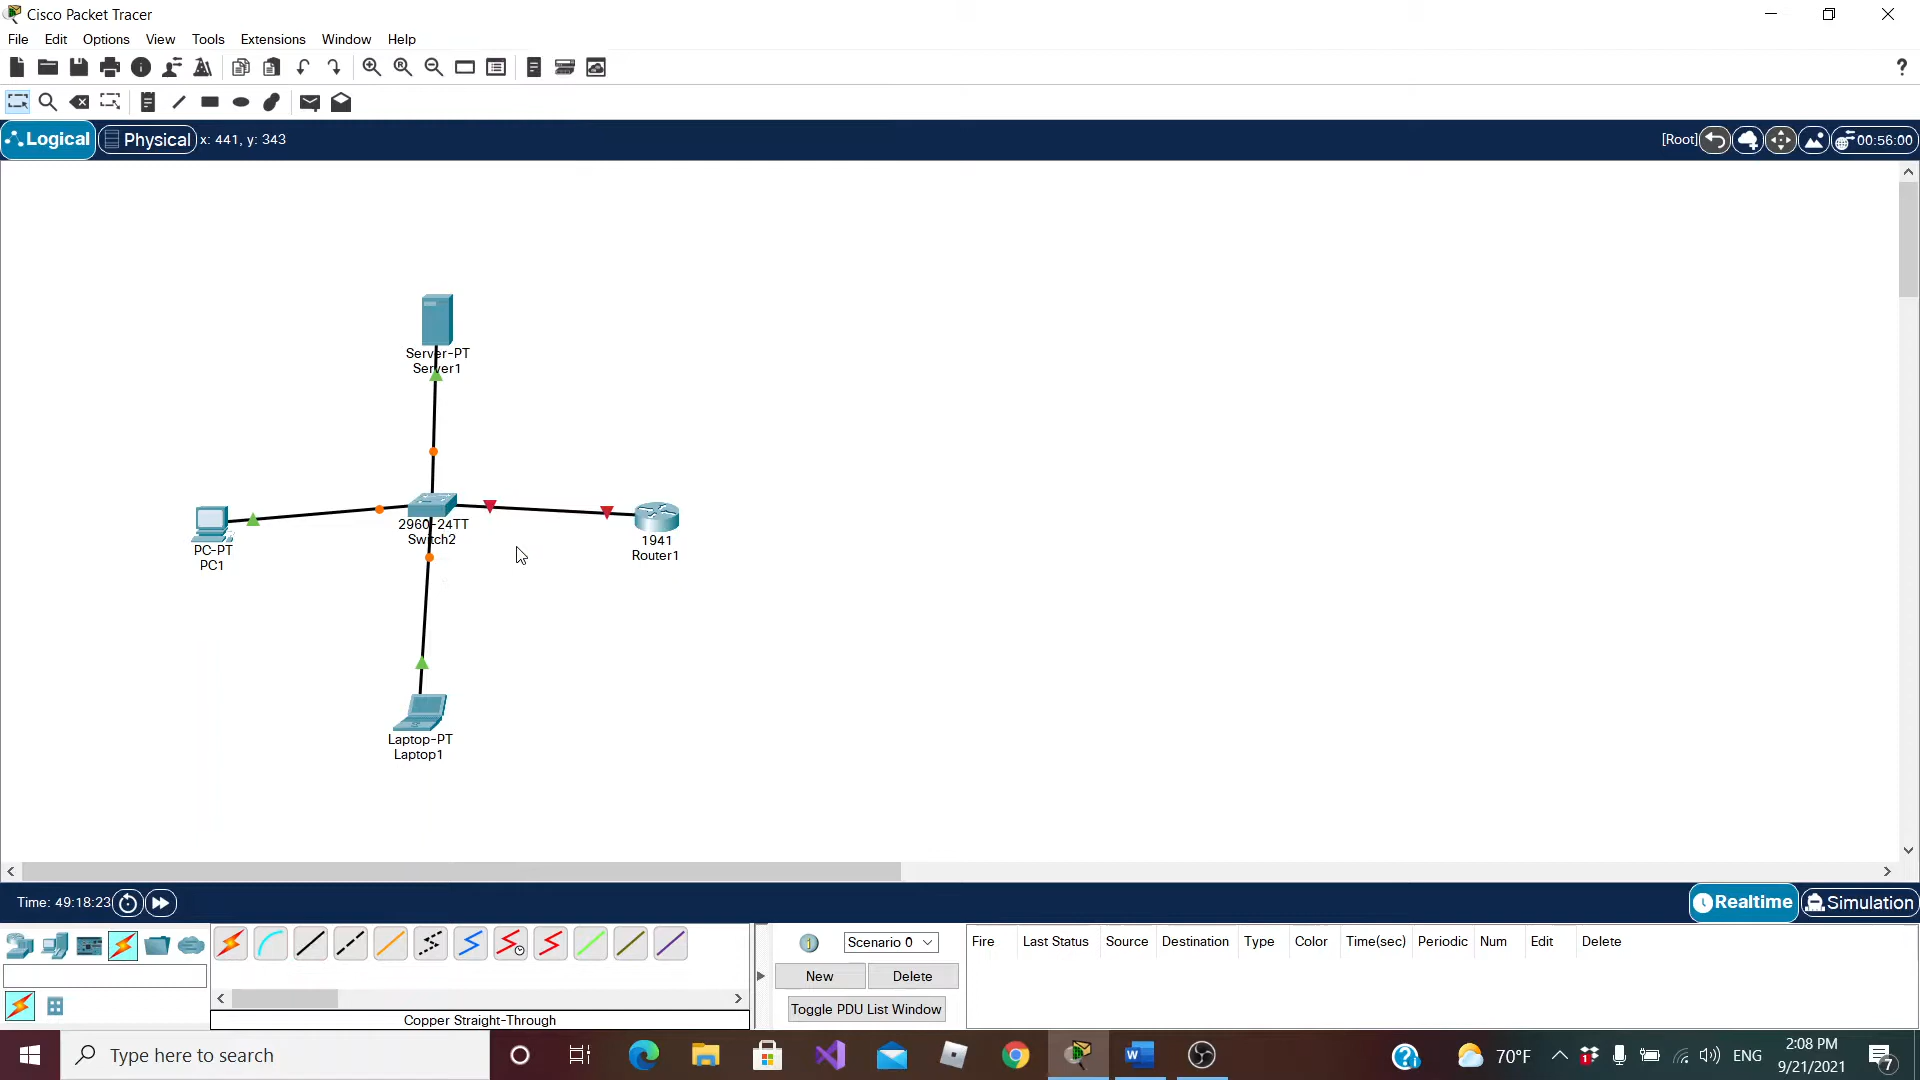 Cisco Packet Tracer
File Edit Options View Tools Extensions Window Help
?
Logical Physical x: 441, y: 343 [Root] 00:56:00
Server-PT
Server1
2960-24TT
Switch2
PC-PT
PC1
1941
Router1
Laptop-PT
Laptop1
Time: 49:18:23 Realtime Simulation
Scenario 0
New Delete
Toggle PDU List Window
Fire Last Status Source Destination Type Color Time(sec) Periodic Num Edit Delete
Copper Straight-Through
Type here to search
70°F ENG
2:08 PM
9/21/2021
7